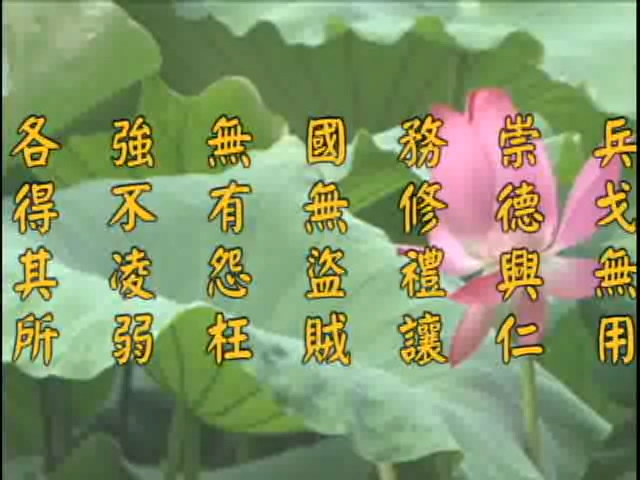 兵戈無用
崇德興仁
務修禮讓
國無盜賊
無有怨枉
強不凌弱
各得其所